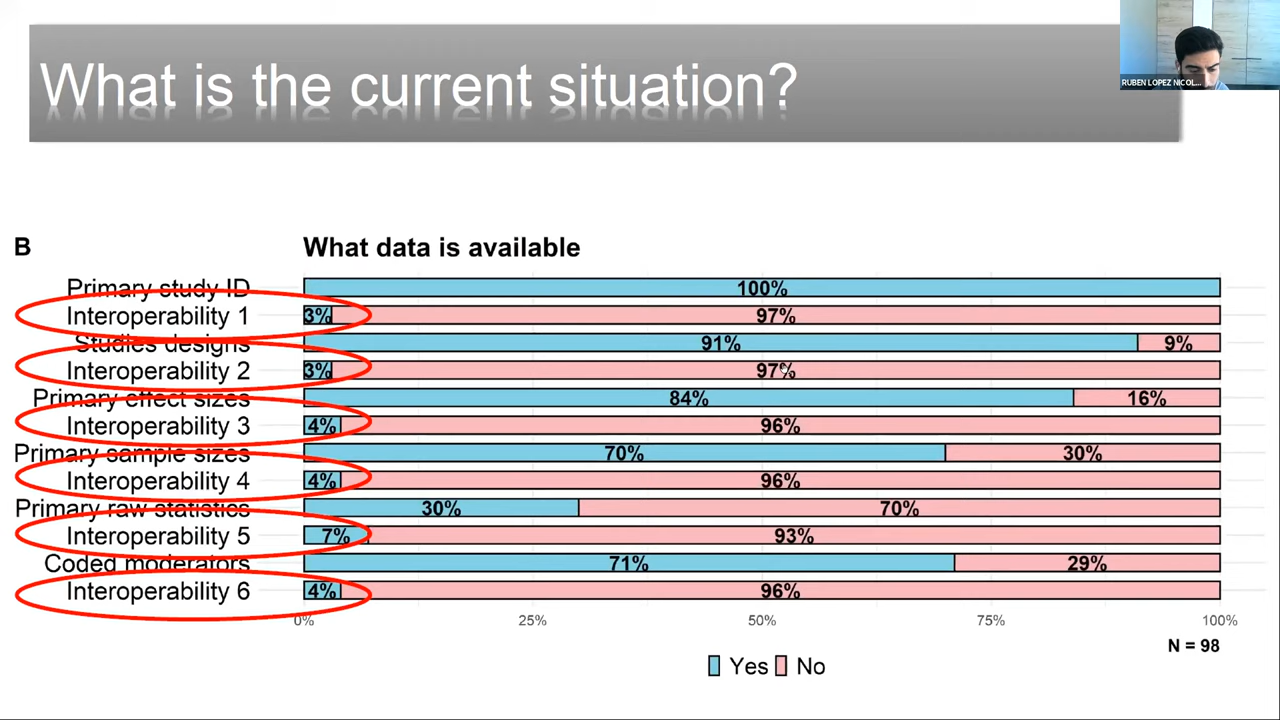 What is the current situation?
RUBEN LOPEZ NICOL...
B What data is available
Primary study ID 100%
Interoperability 1 3% 97%
Studies designs 91% 9%
Interoperability 2 3% 97%
Primary effect sizes 84% 16%
Interoperability 3 4% 96%
Primary sample sizes 70% 30%
Interoperability 4 4% 96%
Primary raw statistics 30% 70%
Interoperability 5 7% 93%
Coded moderators 71% 29%
Interoperability 6 4% 96%
0% 25% 50% 75% 100%
N = 98
Yes No